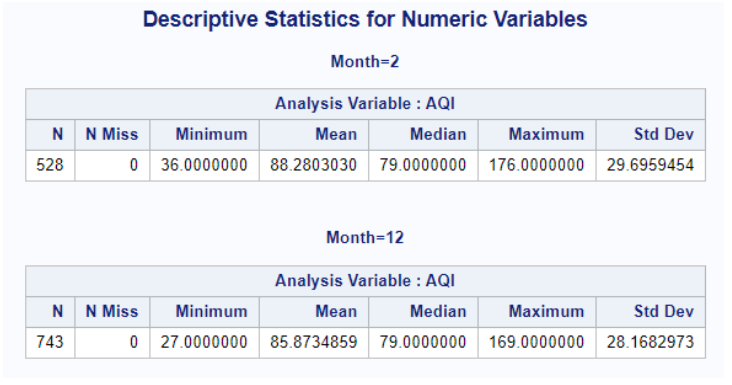 Descriptive Statistics for Numeric Variables
Month=2
Analysis Variable : AQI
N N Miss Minimum Mean Median Maximum Std Dev
528 0 36.0000000 88.2803030 79.0000000 176.0000000 29.6959454
Month=12
Analysis Variable : AQI
N N Miss Minimum Mean Median Maximum Std Dev
743 0 27.0000000 85.8734859 79.0000000 169.0000000 28.1682973